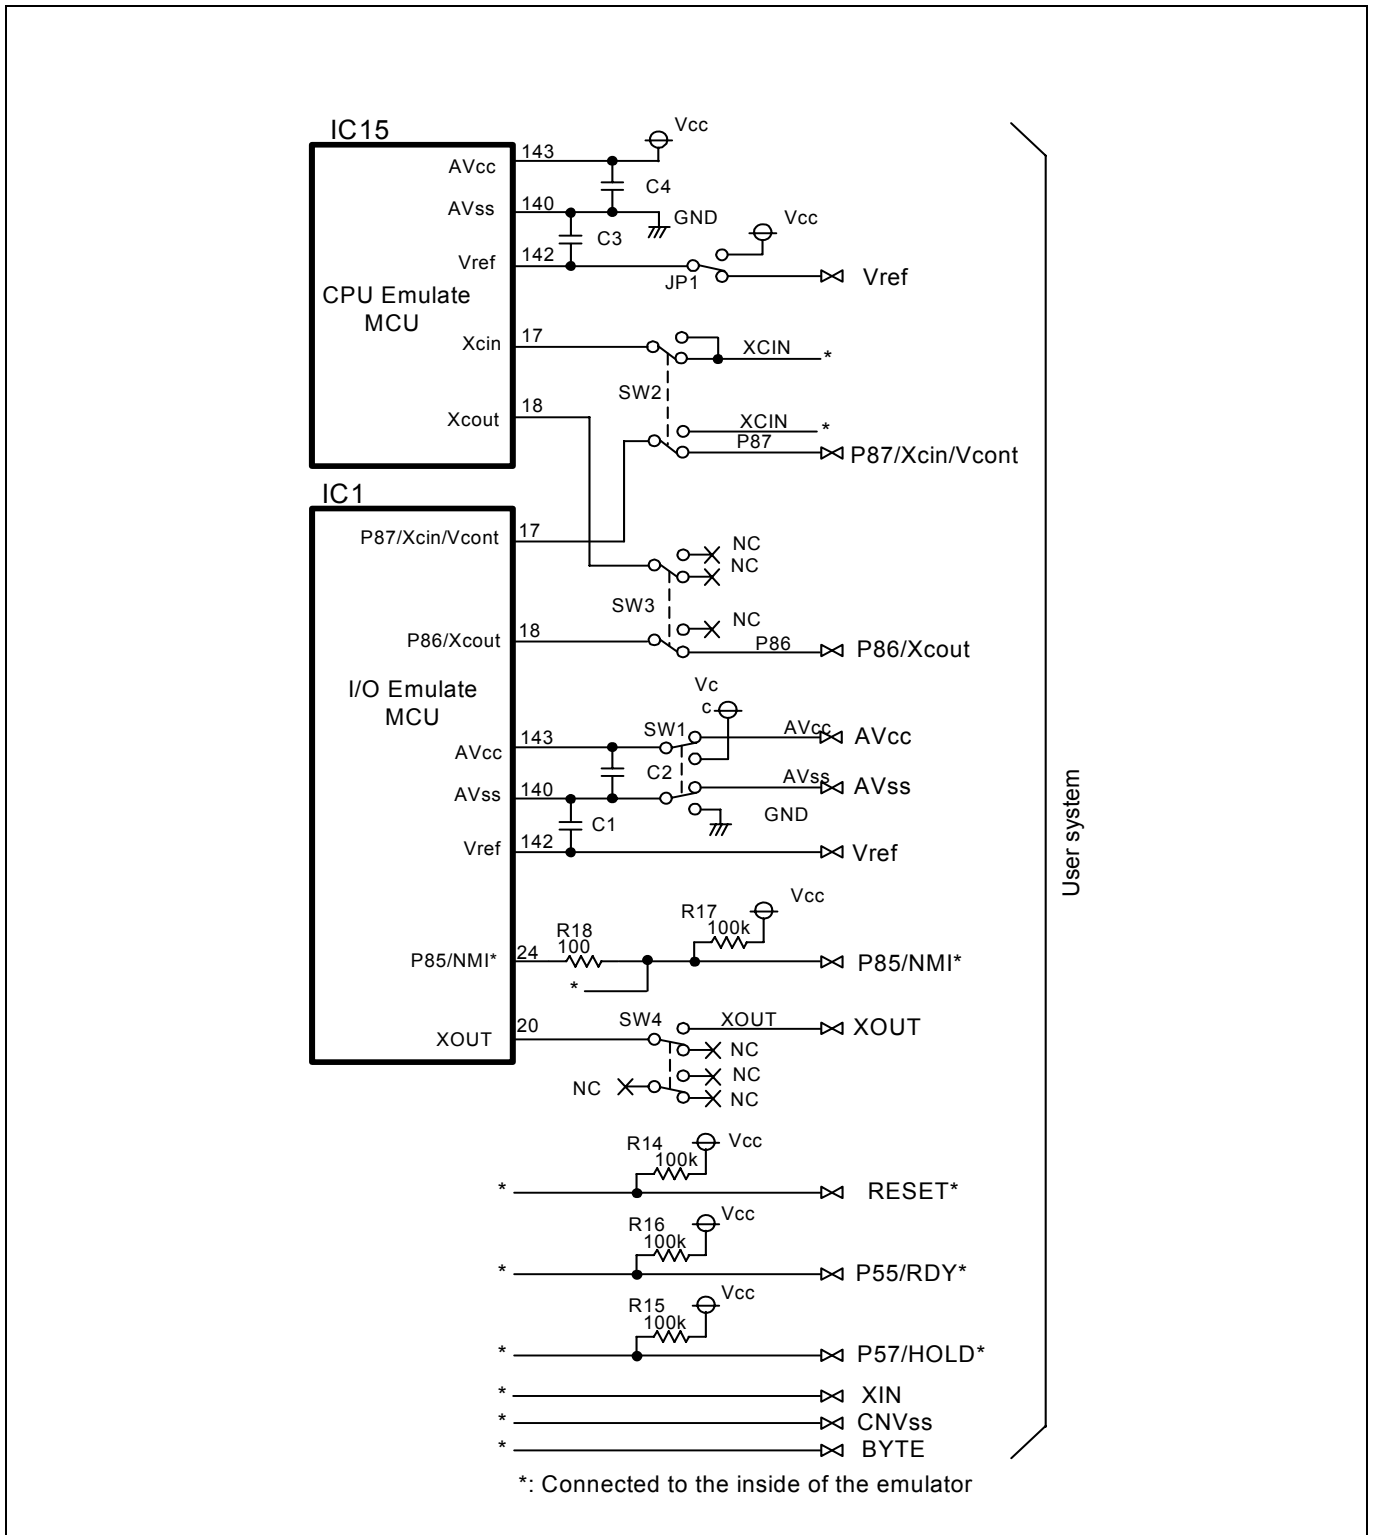 IC15
Vcc
AVcc 143
C4
AVss 140
GND
C3
Vcc
Vref 142
JP1
Vref
CPU Emulate
MCU
Xcin 17
XCIN *
SW2
Xcout 18
XCIN *
P87
P87/Xcin/Vcont
IC1
P87/Xcin/Vcont 17
NC
NC
SW3
NC
P86/Xcout 18
P86
P86/Xcout
I/O Emulate
MCU
Vc
c
SW1
AVcc 143
AVcc
AVcc
C2
AVss 140
AVss
AVss
GND
C1
Vref 142
Vref
User system
Vcc
R17
100k
R18
100
P85/NMI* 24
P85/NMI*
*
SW4
XOUT 20
XOUT
XOUT
NC
NC
NC
NC
R14
100k
Vcc
*
RESET*
R16
100k
Vcc
*
P55/RDY*
R15
100k
Vcc
*
P57/HOLD*
* XIN
* CNVss
* BYTE
*: Connected to the inside of the emulator